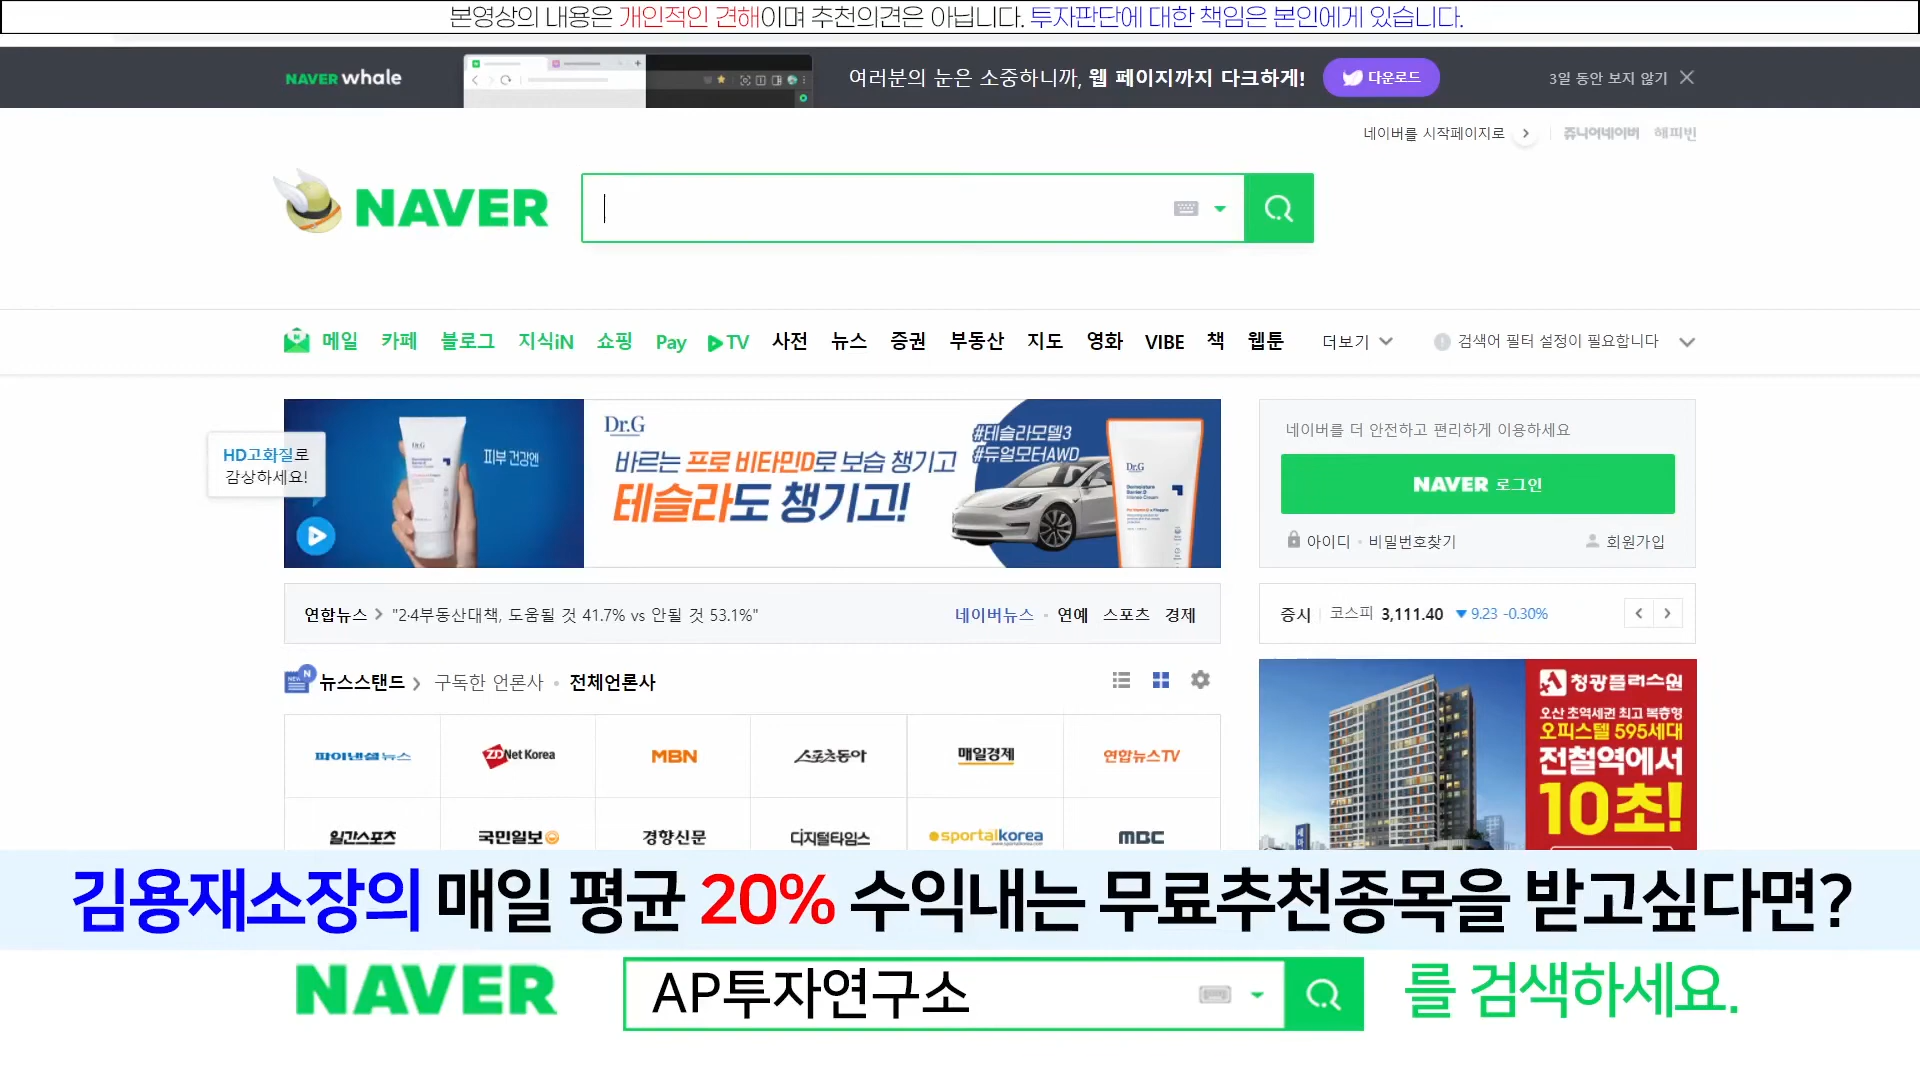 본영상의 내용은 개인적인 견해이며 추천의견은 아닙니다. 투자판단에 대한 책임은 본인에게 있습니다.
NAVER whale
여러분의 눈은 소중하니까, 웹 페이지까지 다크하게!
다운로드
3일 동안 보지 않기
네이버를 시작페이지로
쥬니어네이버 해피빈
NAVER
메일 카페 블로그 지식iN 쇼핑 Pay TV 사전 뉴스 증권 부동산 지도 영화 VIBE 책 웹툰 더보기
검색어 필터 설정이 필요합니다
HD고화질로
감상하세요!
Dr.G
피부 건강엔
Dr.G
바르는 프로 비타민D로 보습 챙기고
테슬라도 챙기고!
#테슬라모델3
#듀얼모터AWD
Dr.G
네이버를 더 안전하고 편리하게 이용하세요
NAVER 로그인
아이디 · 비밀번호찾기
회원가입
연합뉴스 > "2·4부동산대책, 도움될 것 41.7% vs 안될 것 53.1%"
네이버뉴스 · 연예 스포츠 경제
증시 코스피 3,111.40 ▼9.23 -0.30%
NEW N
뉴스스탠드 > 구독한 언론사 · 전체언론사
파이낸셜뉴스 ZDNet Korea MBN 스포츠동아 매일경제 연합뉴스TV
일간스포츠 국민일보 경향신문 디지털타임스 sportalkorea MBC
청광플러스원
오산 초역세권 최고 복층형
오피스텔 595세대
전철역에서
10초!
김용재소장의 매일 평균 20% 수익내는 무료추천종목을 받고싶다면?
NAVER AP투자연구소 를 검색하세요.